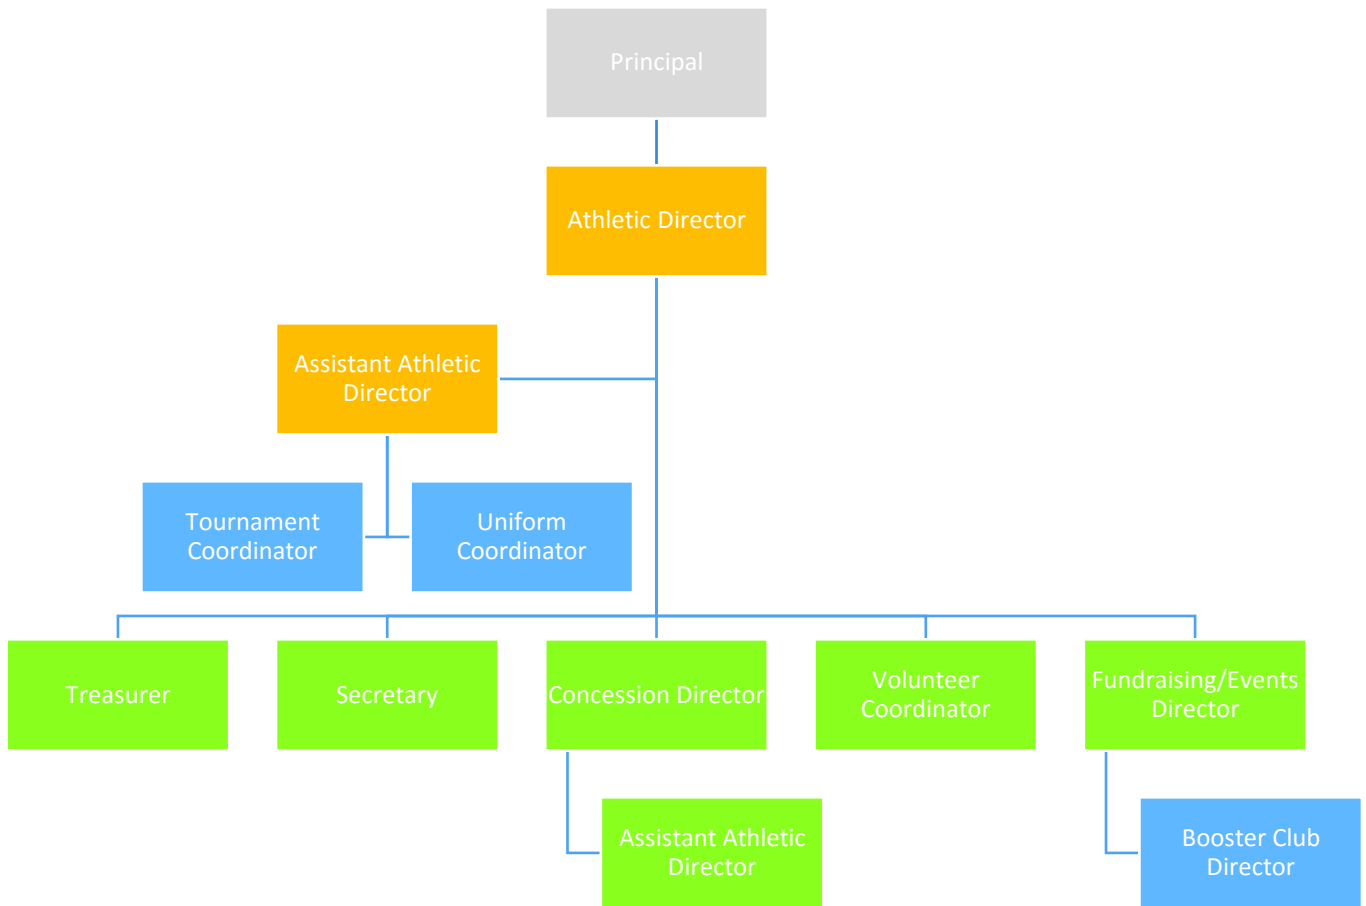 Principal
Athletic Director
Assistant Athletic
Director
Tournament
Coordinator
Uniform
Coordinator
Treasurer
Secretary
Concession Director
Volunteer
Coordinator
Fundraising/Events
Director
Assistant Athletic
Director
Booster Club
Director